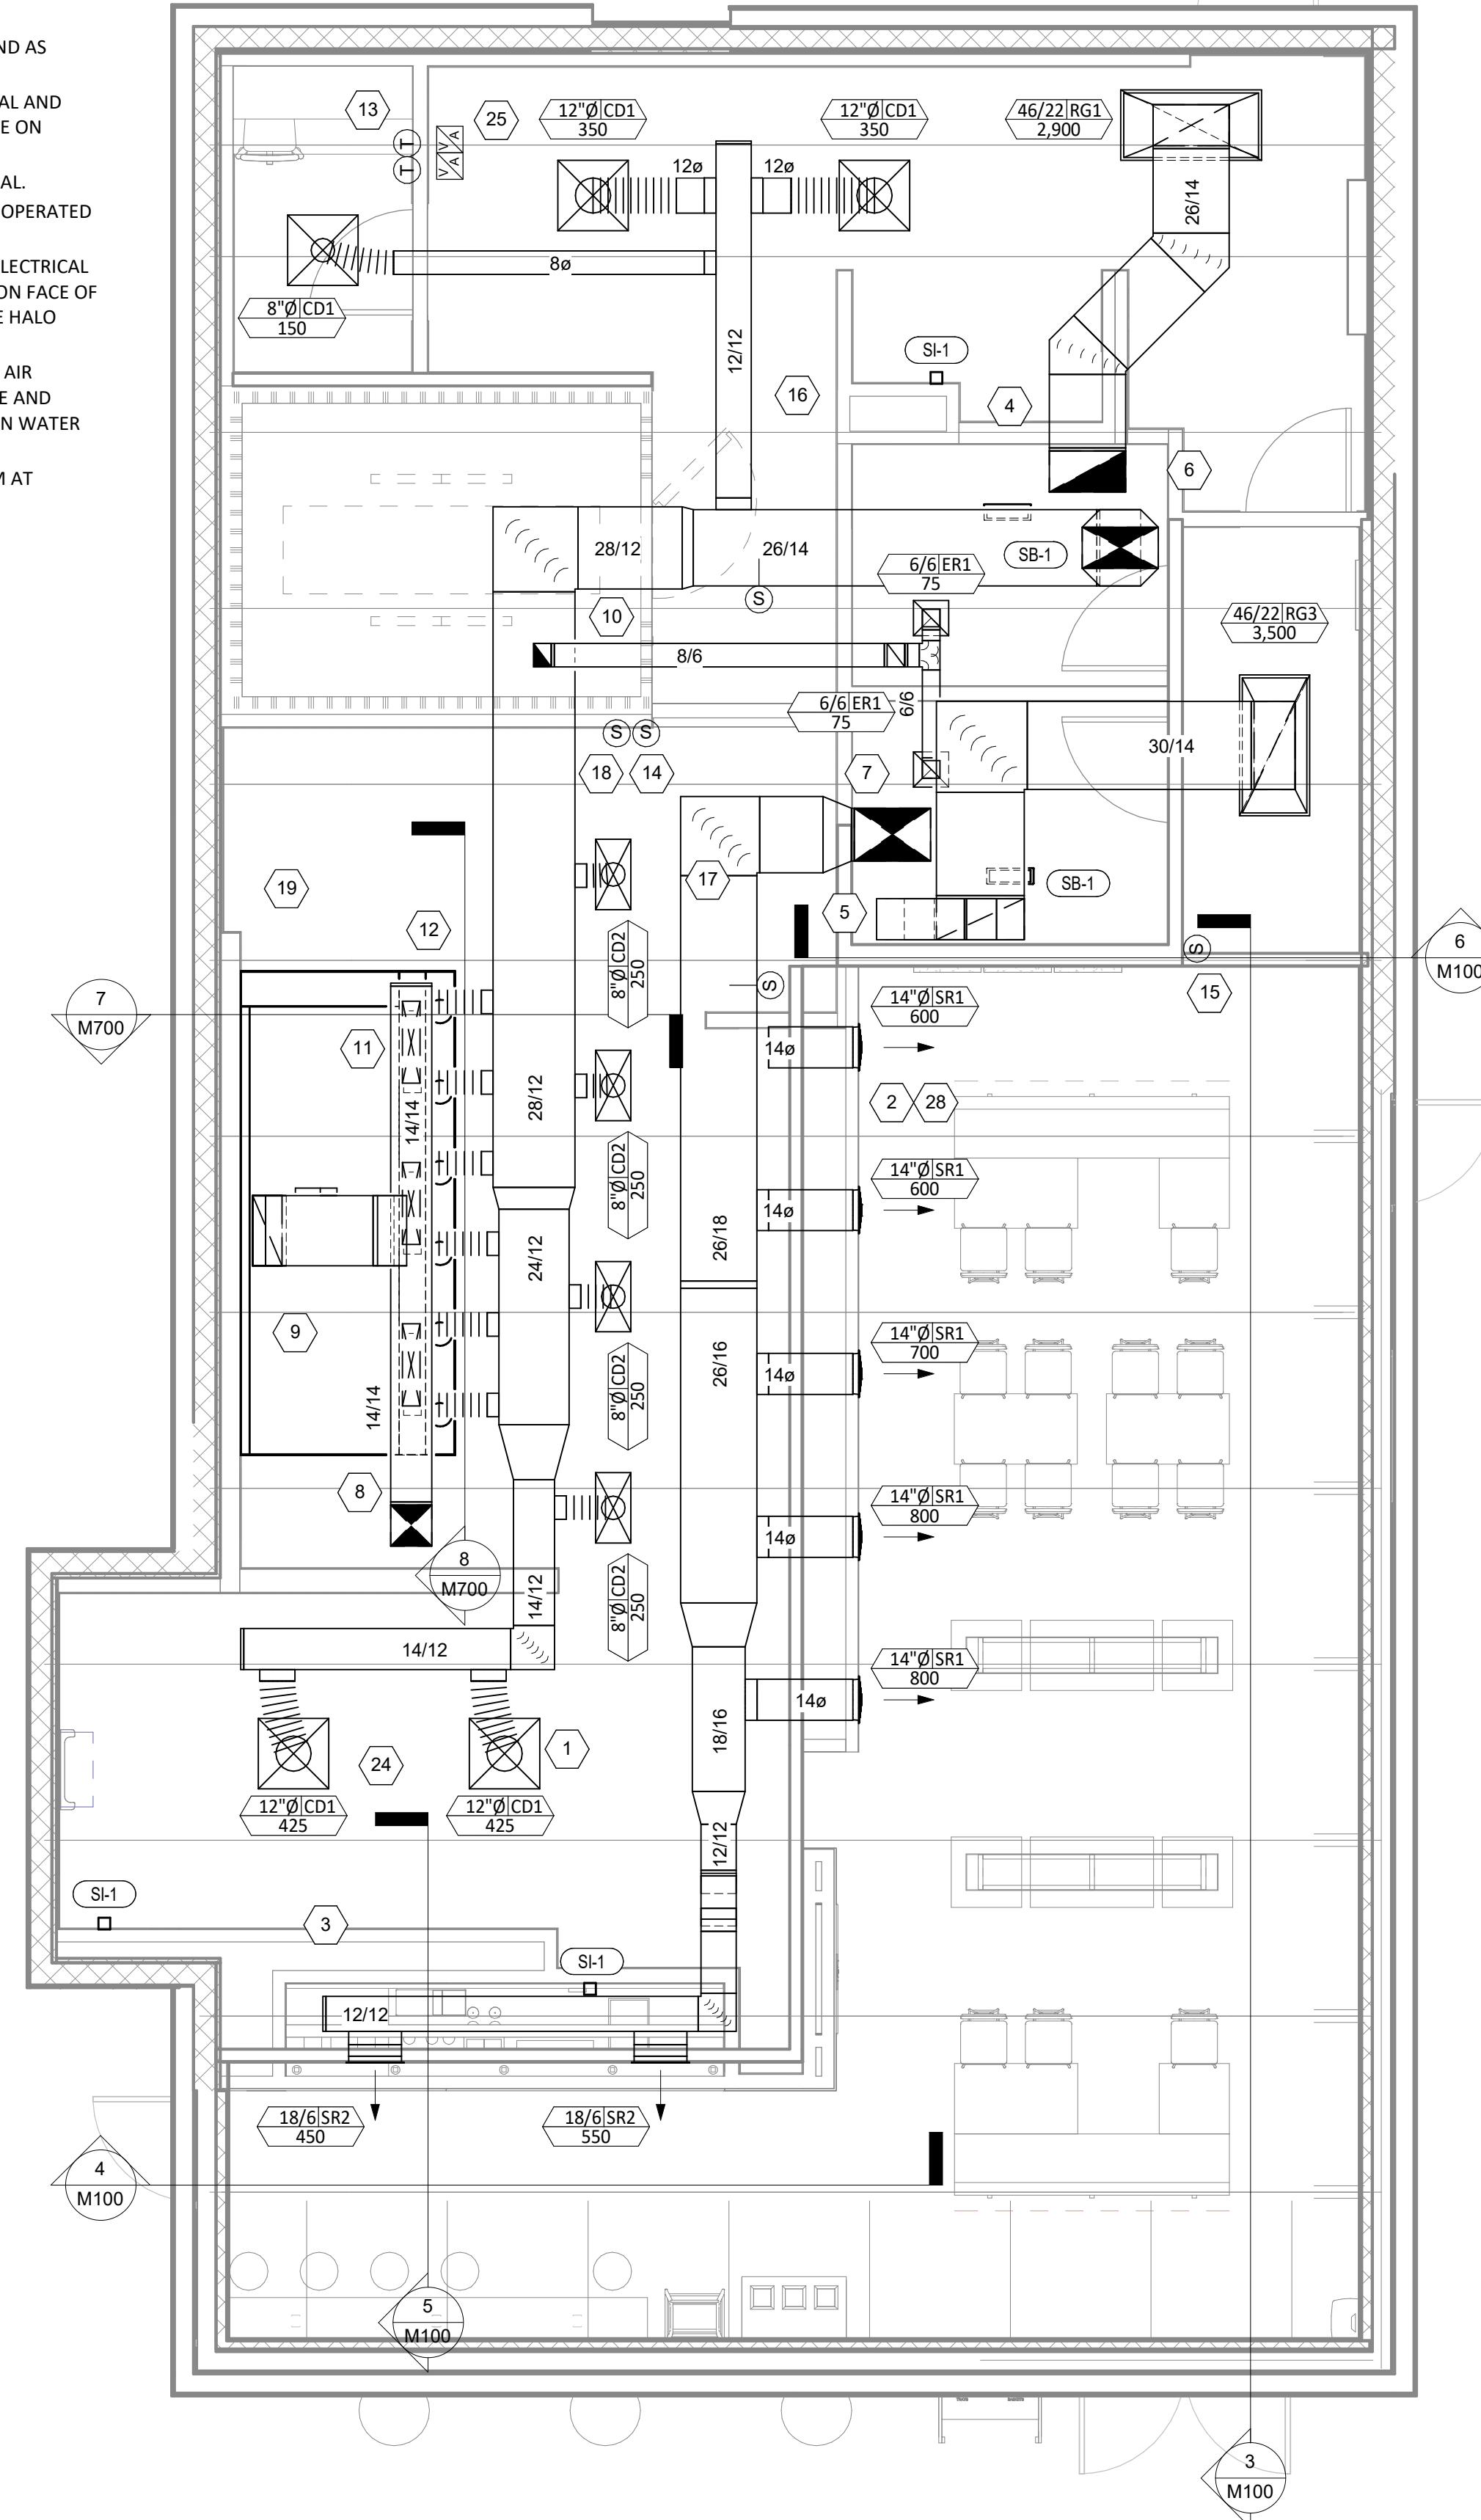 ND AS
AL AND
E ON
AL.
OPERATED
LECTRICAL
ON FACE OF
E HALO
AIR
E AND
N WATER
M AT
13
25
12"Ø CD1
350
12"Ø CD1
350
46/22 RG1
2,900
T
T
V A
V A
12ø
12ø
26/14
8ø
8"Ø CD1
150
12/12
SI-1
16
4
6
28/12
26/14
SB-1
6/6 ER1
75
S
10
46/22 RG3
3,500
8/6
6/6 ER1
75
6/6
S S
30/14
18
14
7
17
SB-1
19
5
12
8"Ø CD2
250
S
6
M100
S
15
7
M700
14"Ø SR1
600
11
14ø
28/12
14/14
2
28
8"Ø CD2
250
14"Ø SR1
600
14ø
26/18
24/12
9
14"Ø SR1
700
26/16
14ø
14/14
8"Ø CD2
250
8
14"Ø SR1
800
14ø
8
M700
14/12
8"Ø CD2
250
14/12
14"Ø SR1
800
14ø
18/16
1
24
12"Ø CD1
425
12"Ø CD1
425
12/12
SI-1
3
SI-1
12/12
18/6 SR2
450
18/6 SR2
550
4
M100
5
M100
3
M100